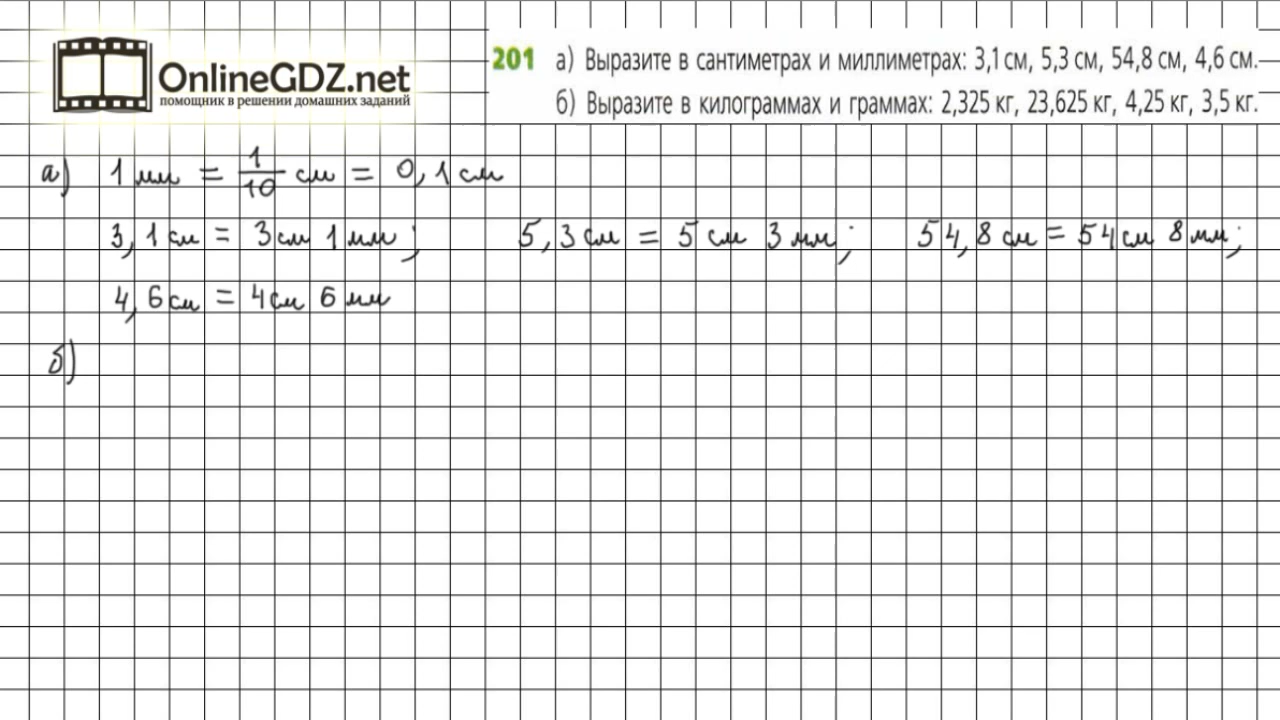 OnlineGDZ.net
помощник в решении домашних заданий
201 а) Выразите в сантиметрах и миллиметрах: 3,1 см, 5,3 см, 54,8 см, 4,6 см.
б) Выразите в килограммах и граммах: 2,325 кг, 23,625 кг, 4,25 кг, 3,5 кг.
а) 1 мм = 1/10 см = 0,1 см
3,1 см = 3 см 1 мм; 5,3 см = 5 см 3 мм; 54,8 см = 54 см 8 мм;
4,6 см = 4 см 6 мм
б)